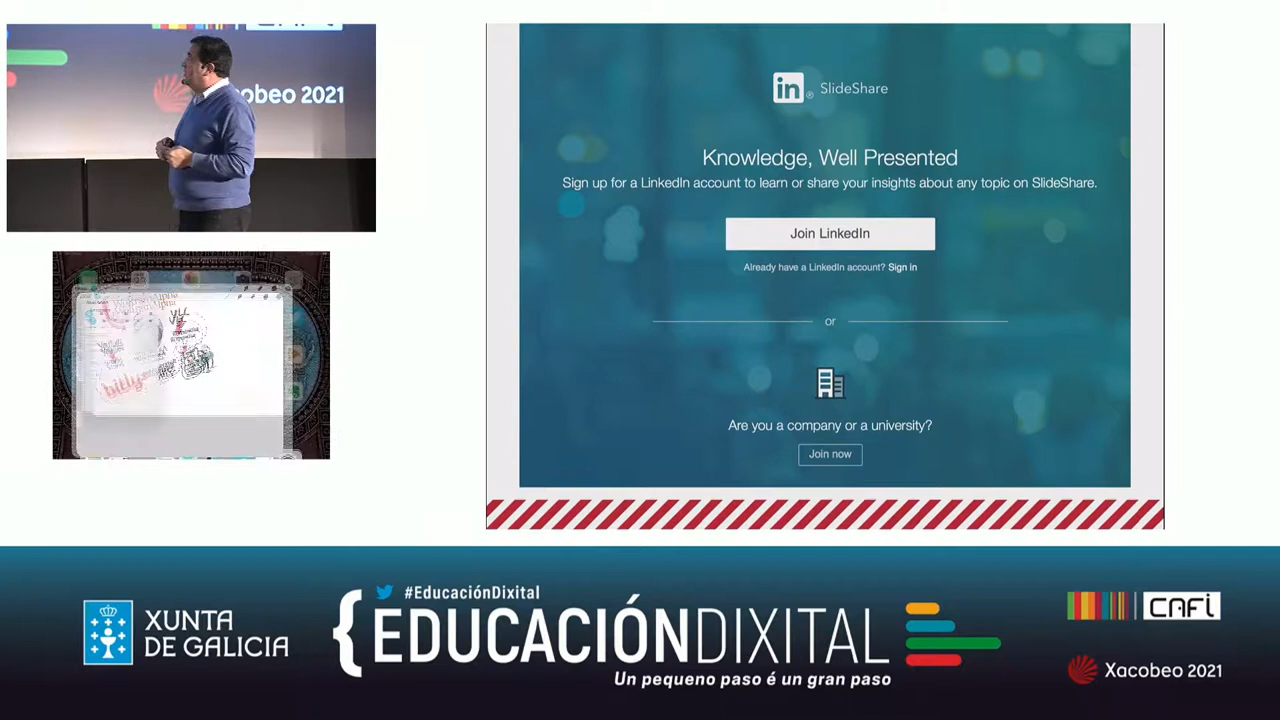 obeo 2021
billy
in SlideShare
Knowledge, Well Presented
Sign up for a LinkedIn account to learn or share your insights about any topic on SlideShare.
Join LinkedIn
Already have a LinkedIn account? Sign in
or
Are you a company or a university?
Join now
XUNTA
DE GALICIA
#EducaciónDixital
{EDUCACIÓNDIXITAL
Un pequeno paso é un gran paso
CAFi
Xacobeo 2021